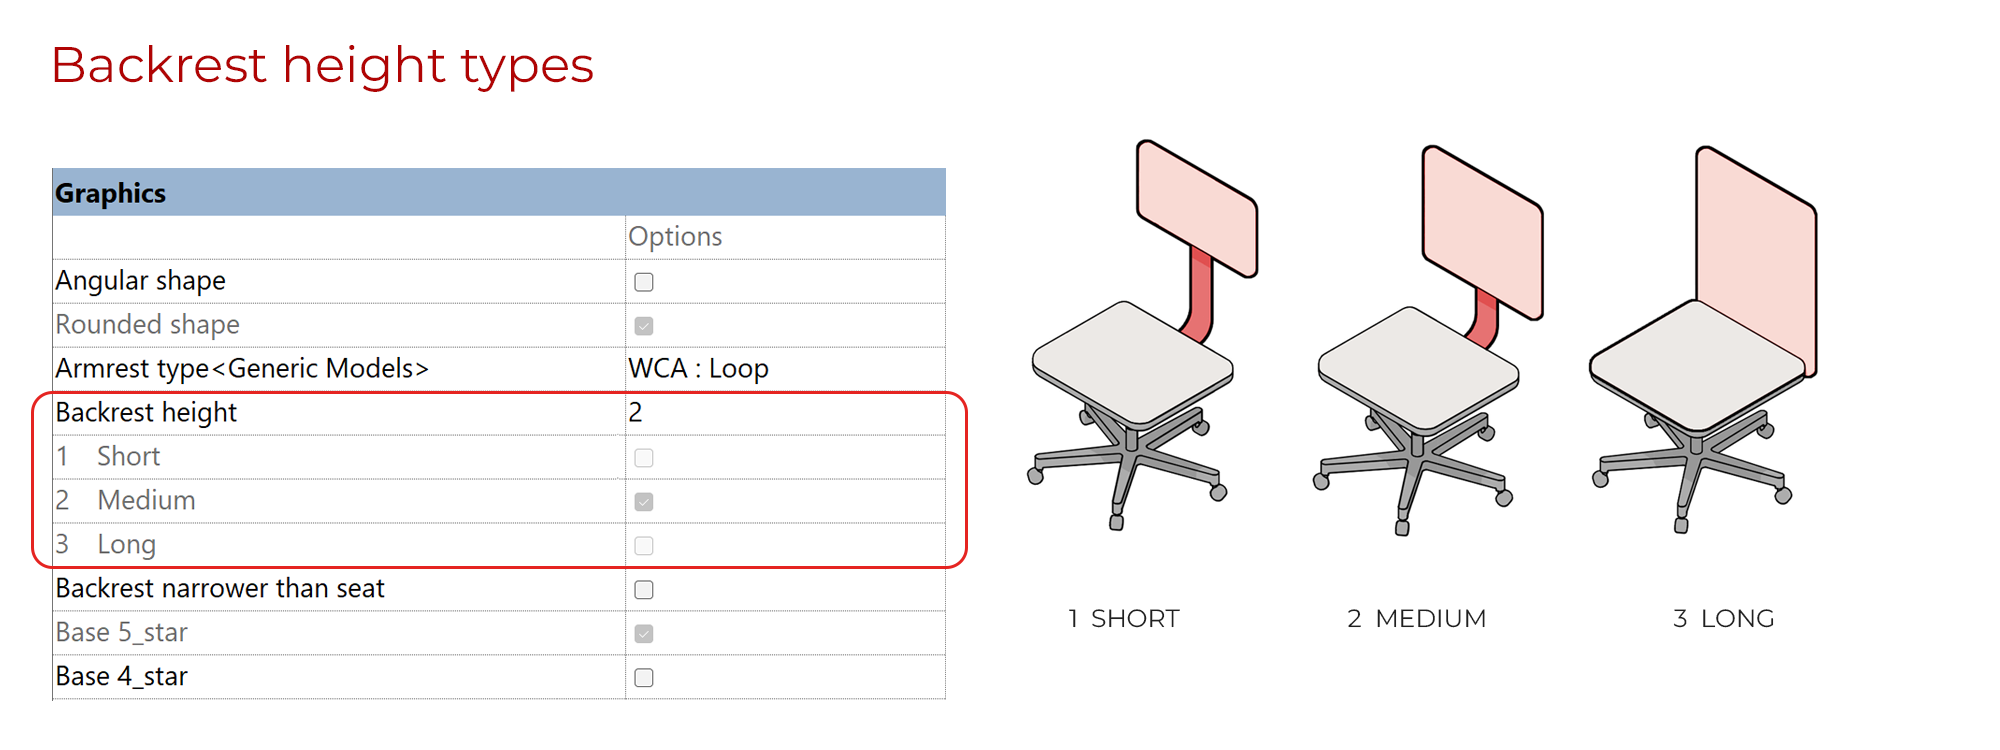 Backrest height types
Graphics
Options
Angular shape
Rounded shape
Armrest type<Generic Models> WCA : Loop
Backrest height 2
1 Short
2 Medium
3 Long
Backrest narrower than seat
Base 5_star
Base 4_star
1 SHORT
2 MEDIUM
3 LONG